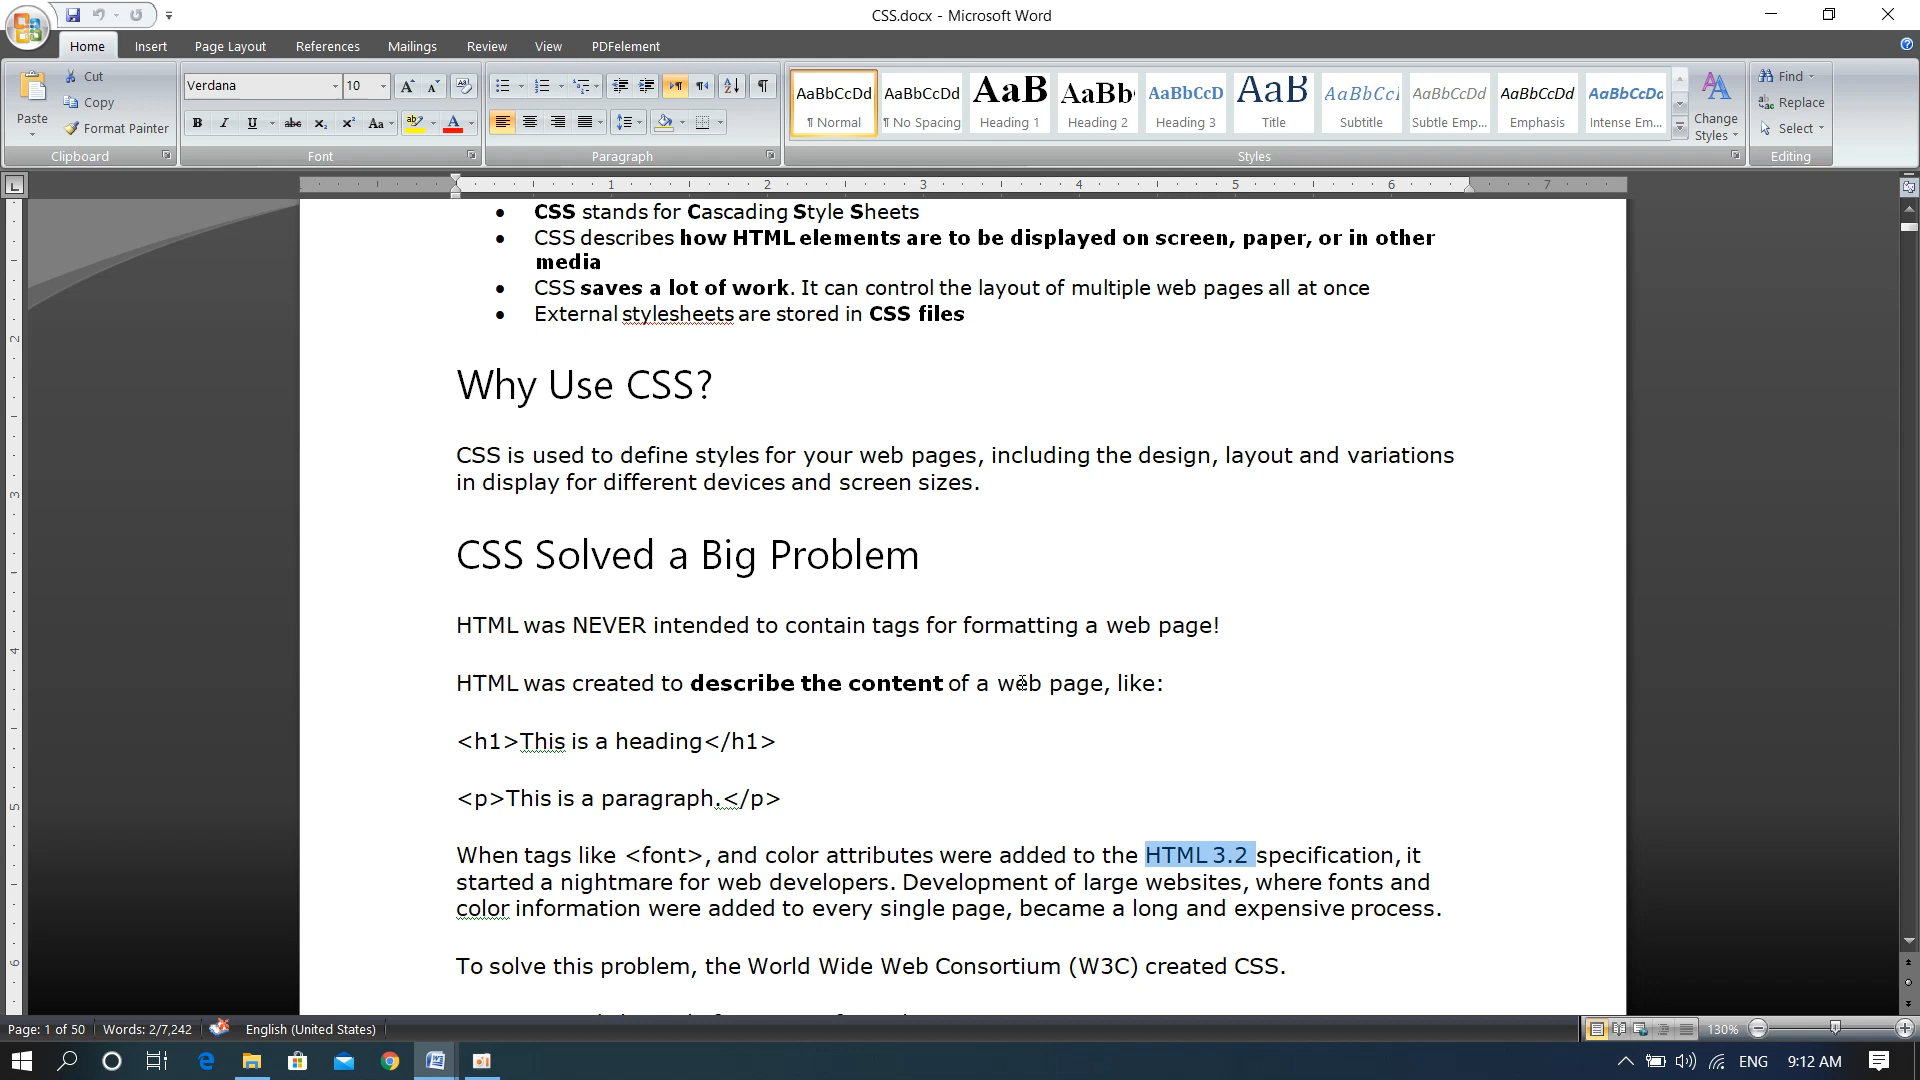 CSS.docx - Microsoft Word
Home Insert Page Layout References Mailings Review View PDFelement
Paste
Cut
Copy
Format Painter
Clipboard
Verdana 10
Font
Paragraph
AaBbCcDd AaBbCcDd AaB AaBb AaBbCcD AaB AaBbCcI AaBbCcDd AaBbCcDd AaBbCcDd
¶ Normal ¶ No Spacing Heading 1 Heading 2 Heading 3 Title Subtitle Subtle Emp... Emphasis Intense Em...
Change Styles
Styles
Find
Replace
Select
Editing
1 2 3 4 5 6 7
• CSS stands for Cascading Style Sheets
• CSS describes how HTML elements are to be displayed on screen, paper, or in other
media
• CSS saves a lot of work. It can control the layout of multiple web pages all at once
• External stylesheets are stored in CSS files
Why Use CSS?
CSS is used to define styles for your web pages, including the design, layout and variations
in display for different devices and screen sizes.
CSS Solved a Big Problem
HTML was NEVER intended to contain tags for formatting a web page!
HTML was created to describe the content of a web page, like:
<h1>This is a heading</h1>
<p>This is a paragraph.</p>
When tags like <font>, and color attributes were added to the HTML 3.2 specification, it
started a nightmare for web developers. Development of large websites, where fonts and
color information were added to every single page, became a long and expensive process.
To solve this problem, the World Wide Web Consortium (W3C) created CSS.
Page: 1 of 50 Words: 2/7,242 English (United States) 130%
ENG 9:12 AM